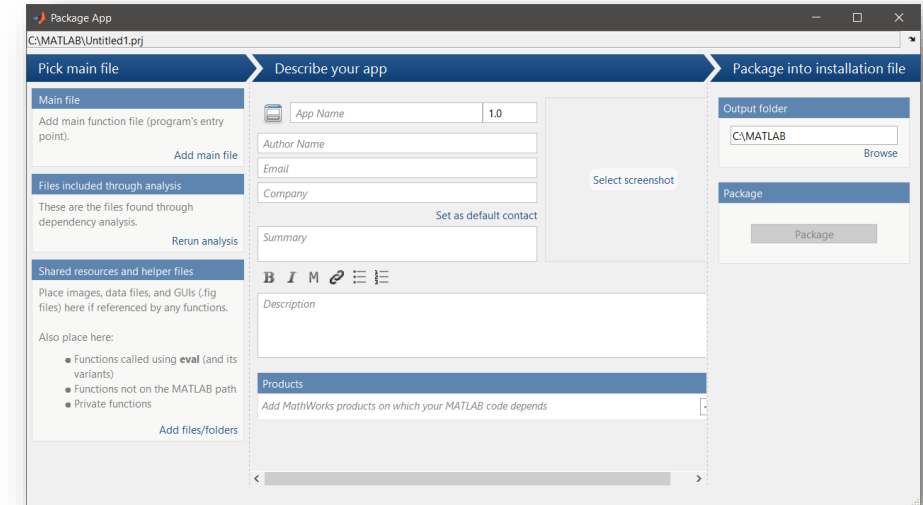 Package App
C:\MATLAB\Untitled1.prj
Pick main file
Describe your app
Package into installation file
Main file
Add main function file (program's entry
point).
Add main file
Files included through analysis
These are the files found through
dependency analysis.
Rerun analysis
Shared resources and helper files
Place images, data files, and GUIs (.fig
files) here if referenced by any functions.
Also place here:
Functions called using eval (and its
variants)
Functions not on the MATLAB path
Private functions
Add files/folders
App Name
1.0
Author Name
Email
Company
Set as default contact
Summary
Select screenshot
B I M
Description
Products
Add MathWorks products on which your MATLAB code depends
Output folder
C:\MATLAB
Browse
Package
Package